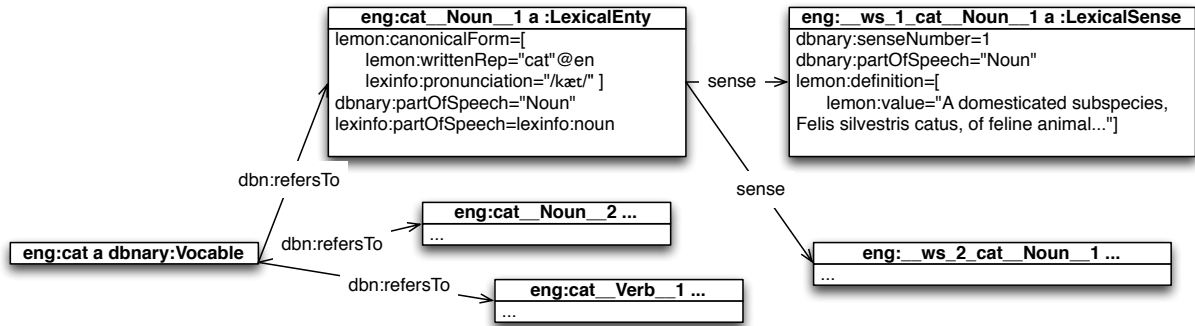 eng:cat__Noun__1 a :LexicalEnty
lemon:canonicalForm=[
lemon:writtenRep="cat"@en
lexinfo:pronunciation="/kæt/" ]
dbnary:partOfSpeech="Noun"
lexinfo:partOfSpeech=lexinfo:noun
sense
eng:__ws_1_cat__Noun__1 a :LexicalSense
dbnary:senseNumber=1
dbnary:partOfSpeech="Noun"
lemon:definition=[
lemon:value="A domesticated subspecies,
Felis silvestris catus, of feline animal..."]
dbn:refersTo
sense
eng:cat__Noun__2 ...
...
dbn:refersTo
eng:cat a dbnary:Vocable
eng:__ws_2_cat__Noun__1 ...
...
dbn:refersTo
eng:cat__Verb__1 ...
...